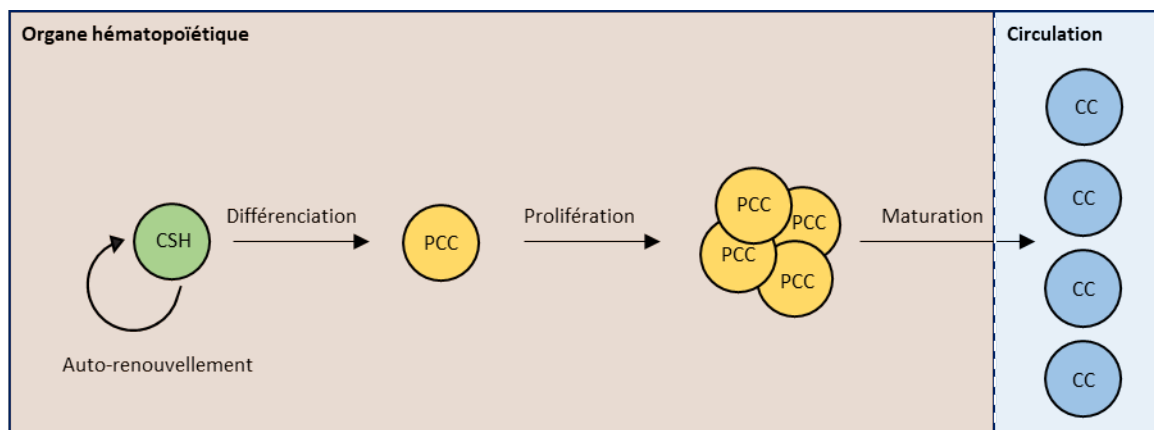 Organe hématopoïétique
Circulation
CC
CC
CC
CC
CSH
Différenciation
PCC
Prolifération
PCC
PCC
PCC
PCC
Maturation
Auto-renouvellement